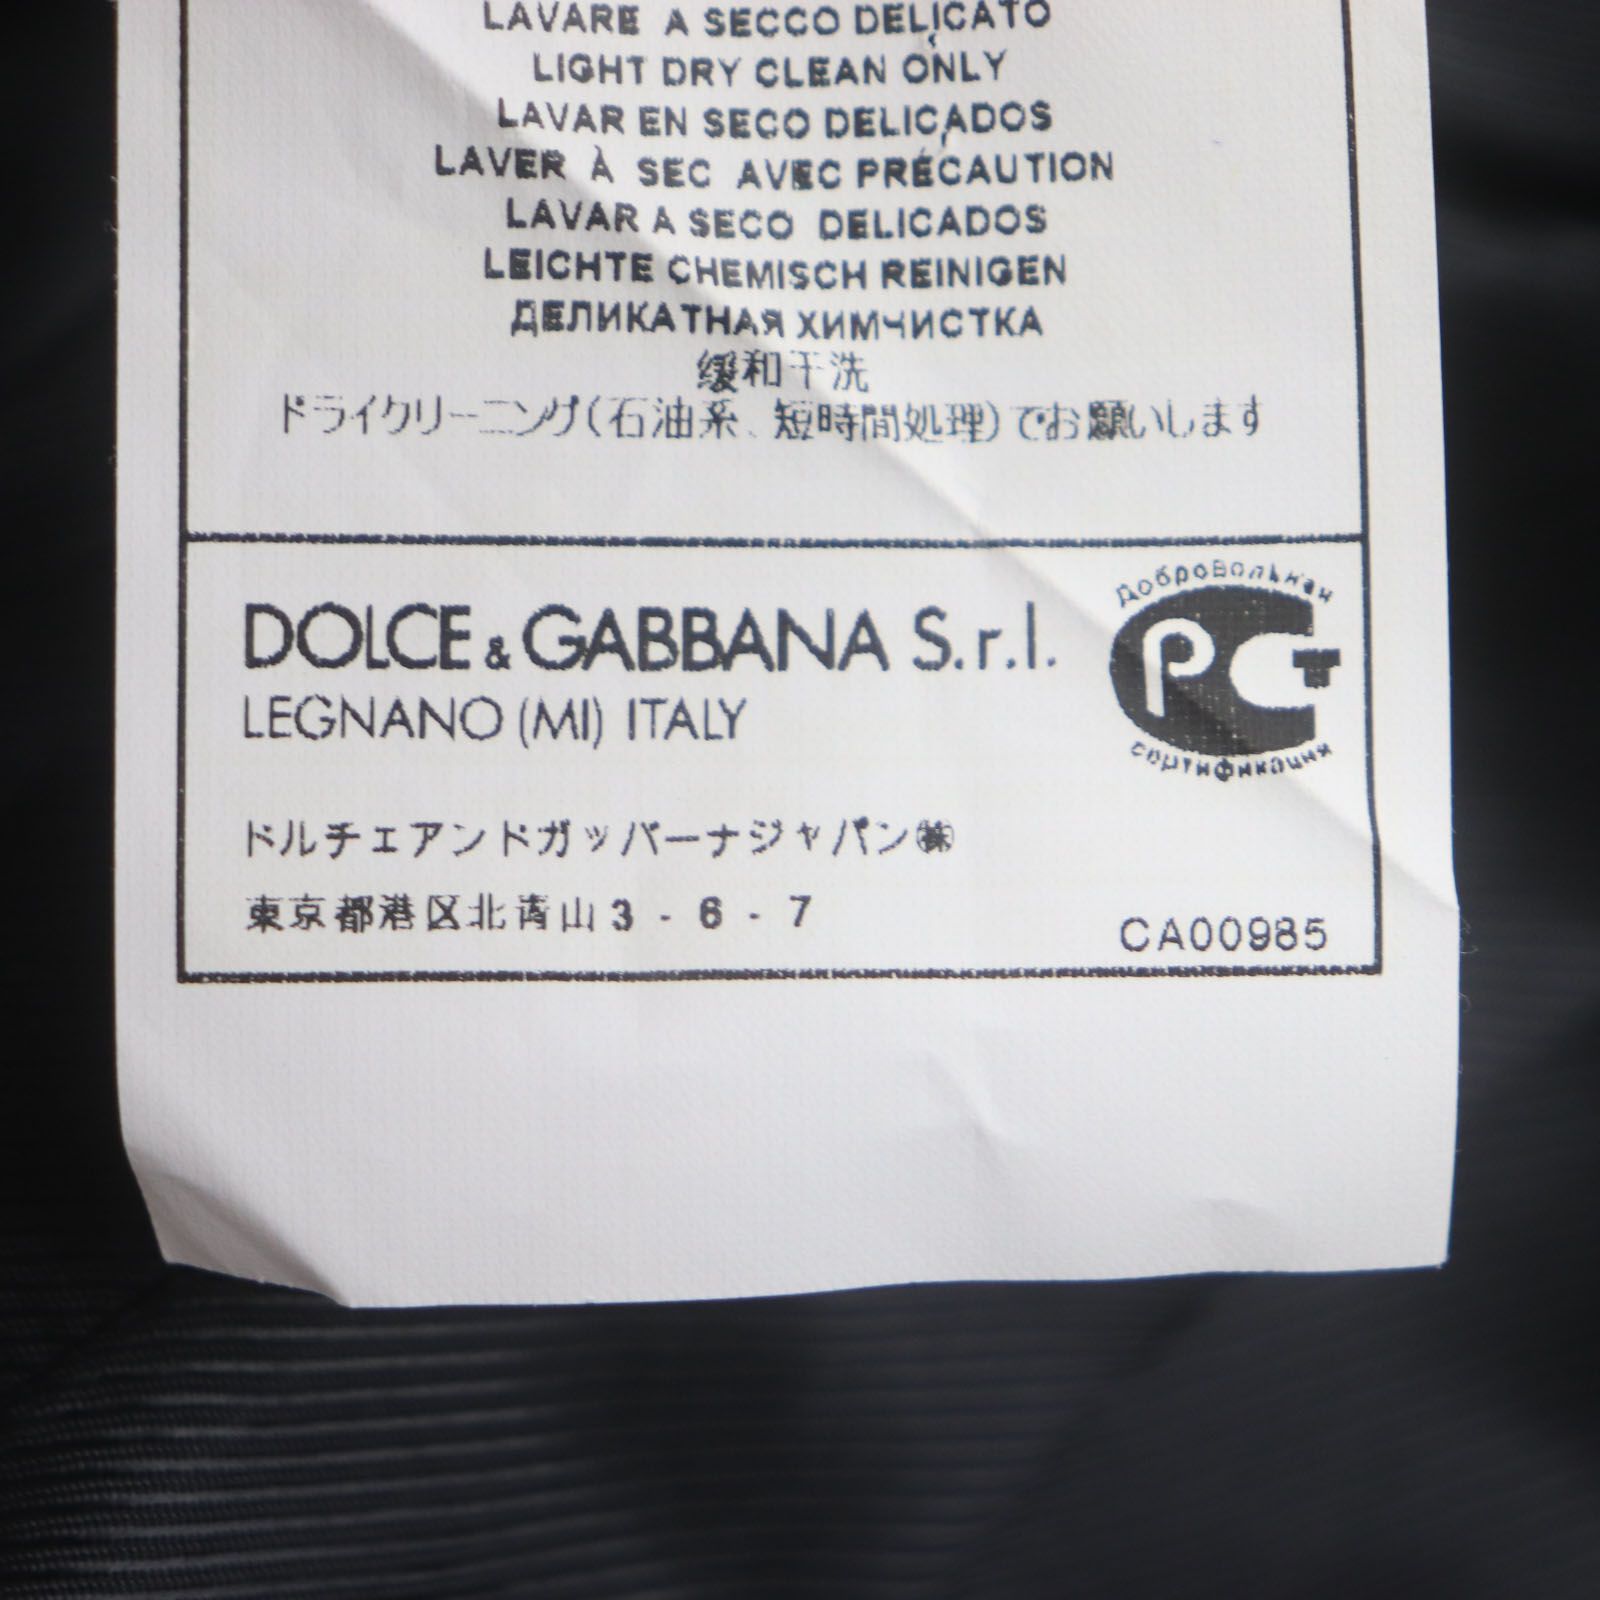 LAVARE A SECCO DELICATO
LIGHT DRY CLEAN ONLY
LAVAR EN SECO DELICADOS
LAVER À SEC AVEC PRÉCAUTION
LAVAR A SECO DELICADOS
LEICHTE CHEMISCH REINIGEN
ДЕЛИКАТНАЯ ХИМЧИСТКА
缓和干洗
ドライクリーニング(石油系、短時間処理)でお願いします
DOLCE & GABBANA S.r.l.
LEGNANO (MI) ITALY
Добровольная
РСТ
сертификация
ドルチェアンドガッバーナジャパン㈱
東京都港区北青山3-6-7
CA00985